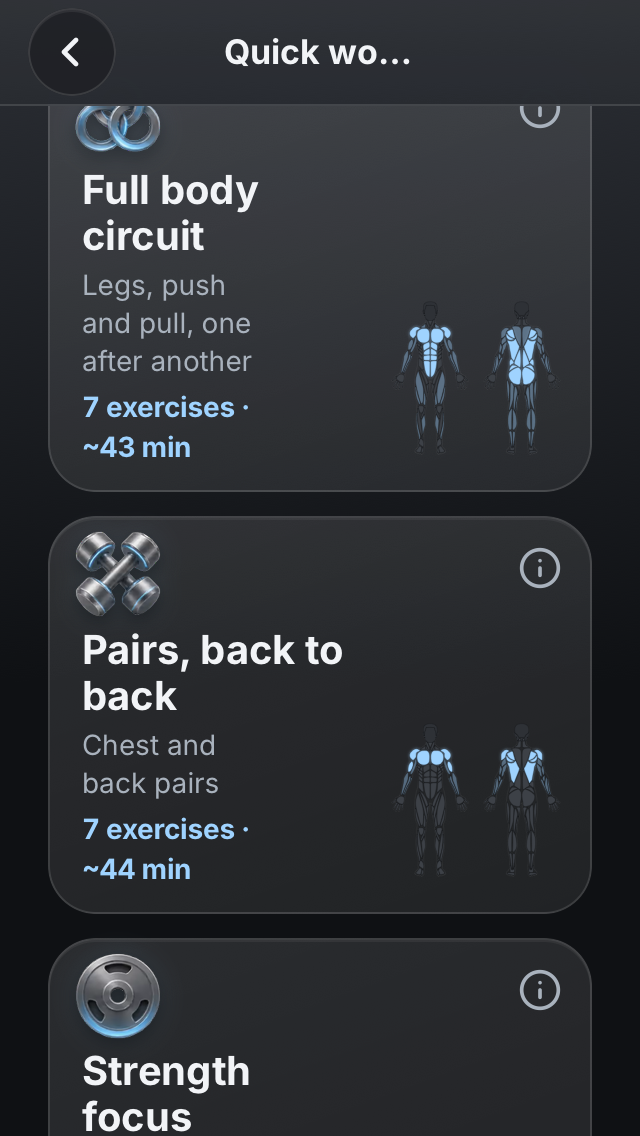 Quick wo...
Full body
circuit
Legs, push
and pull, one
after another
7 exercises ·
~43 min
Pairs, back to
back
Chest and
back pairs
7 exercises ·
~44 min
Strength
focus